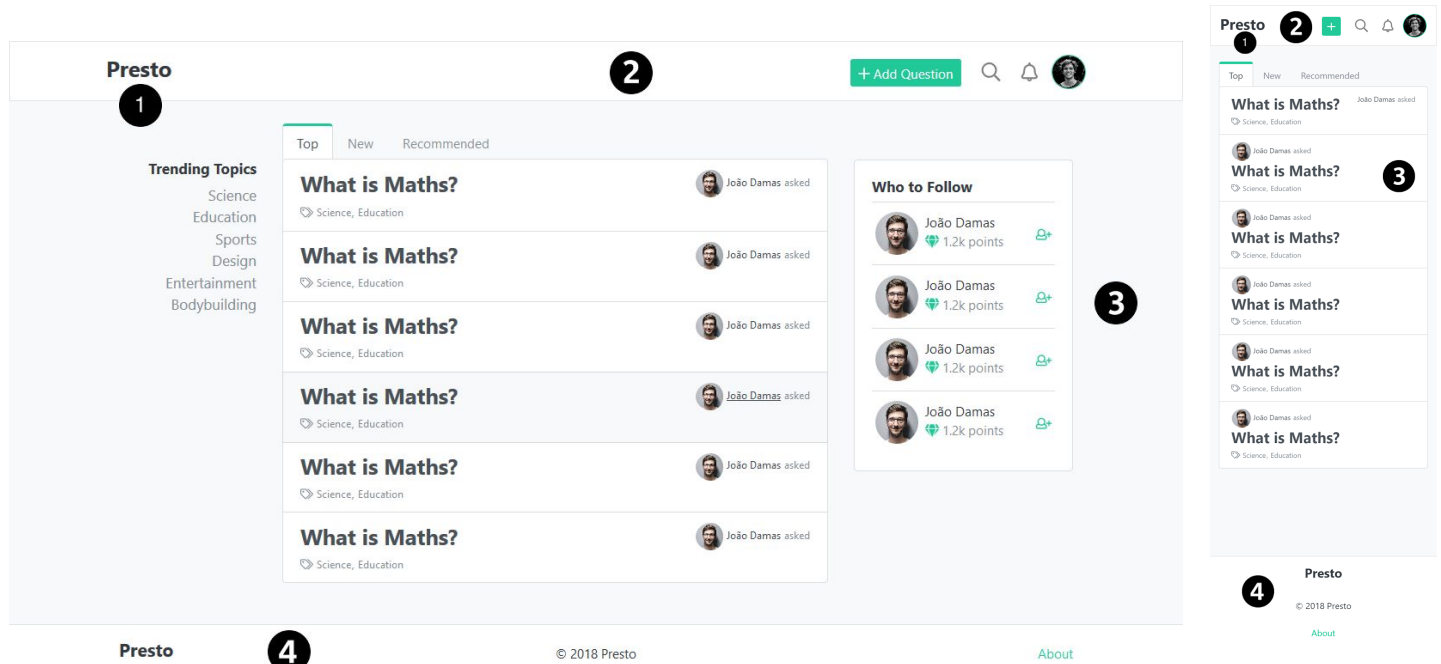 Presto
1
2
+ Add Question
Top New Recommended
Trending Topics
Science
Education
Sports
Design
Entertainment
Bodybuilding
What is Maths?
João Damas asked
Science, Education
What is Maths?
João Damas asked
Science, Education
What is Maths?
João Damas asked
Science, Education
What is Maths?
João Damas asked
Science, Education
What is Maths?
João Damas asked
Science, Education
What is Maths?
João Damas asked
Science, Education
Who to Follow
João Damas
1.2k points
João Damas
1.2k points
João Damas
1.2k points
João Damas
1.2k points
3
Presto
4
© 2018 Presto
About
Presto
1
2
+
Top New Recommended
What is Maths?
João Damas asked
Science, Education
João Damas asked
What is Maths?
Science, Education
3
João Damas asked
What is Maths?
Science, Education
João Damas asked
What is Maths?
Science, Education
João Damas asked
What is Maths?
Science, Education
João Damas asked
What is Maths?
Science, Education
Presto
4
© 2018 Presto
About